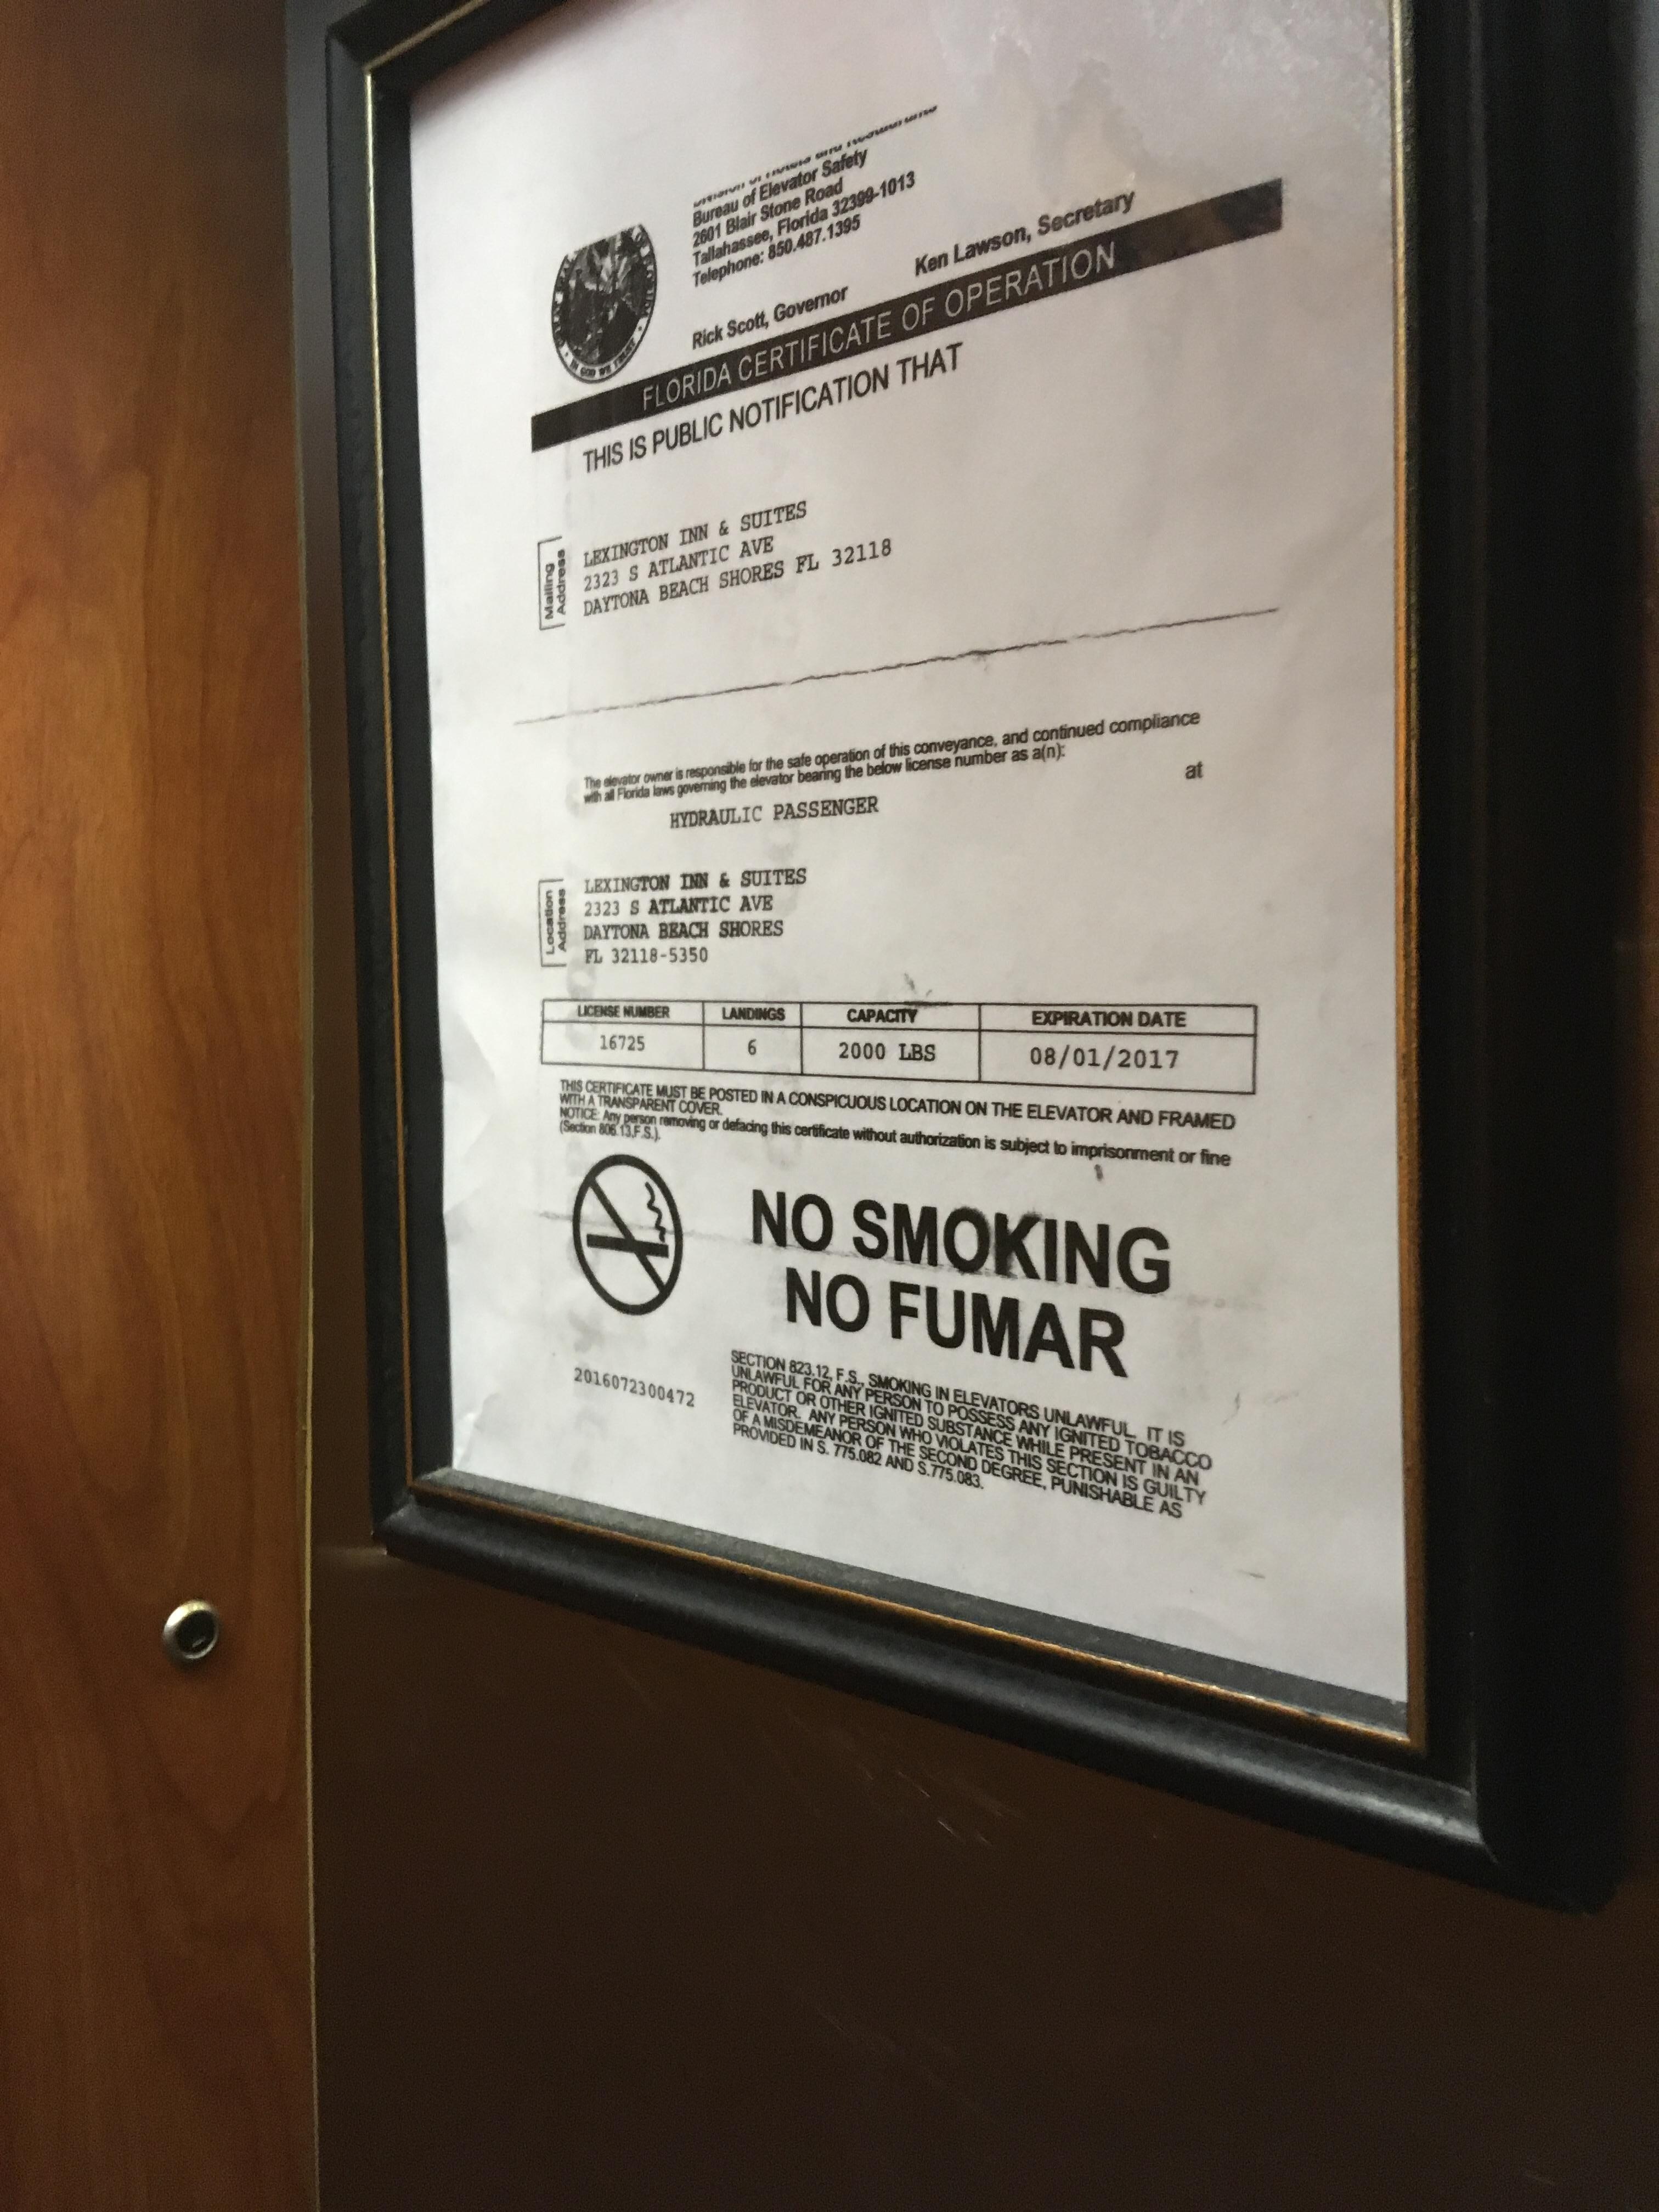 Division of Hotels and Restaurants
Bureau of Elevator Safety
2601 Blair Stone Road
Tallahassee, Florida 32399-1013
Telephone: 850.487.1395
Rick Scott, Governor
Ken Lawson, Secretary
IN GOD WE TRUST
FLORIDA CERTIFICATE OF OPERATION
THIS IS PUBLIC NOTIFICATION THAT
Mailing
Address
LEXINGTON INN & SUITES
2323 S ATLANTIC AVE
DAYTONA BEACH SHORES FL 32118
The elevator owner is responsible for the safe operation of this conveyance, and continued compliance
with all Florida laws governing the elevator bearing the below license number as a(n):
HYDRAULIC PASSENGER
at
Location
Address
LEXINGTON INN & SUITES
2323 S ATLANTIC AVE
DAYTONA BEACH SHORES
FL 32118-5350
LICENSE NUMBER LANDINGS CAPACITY EXPIRATION DATE
16725 6 2000 LBS 08/01/2017
THIS CERTIFICATE MUST BE POSTED IN A CONSPICUOUS LOCATION ON THE ELEVATOR AND FRAMED
WITH A TRANSPARENT COVER.
NOTICE: Any person removing or defacing this certificate without authorization is subject to imprisonment or fine
(Section 806.13,F.S.).
NO SMOKING
NO FUMAR
2016072300472
SECTION 823.12, F.S., SMOKING IN ELEVATORS UNLAWFUL. IT IS
UNLAWFUL FOR ANY PERSON TO POSSESS ANY IGNITED TOBACCO
PRODUCT OR OTHER IGNITED SUBSTANCE WHILE PRESENT IN AN
ELEVATOR. ANY PERSON WHO VIOLATES THIS SECTION IS GUILTY
OF A MISDEMEANOR OF THE SECOND DEGREE, PUNISHABLE AS
PROVIDED IN S. 775.082 AND S.775.083.